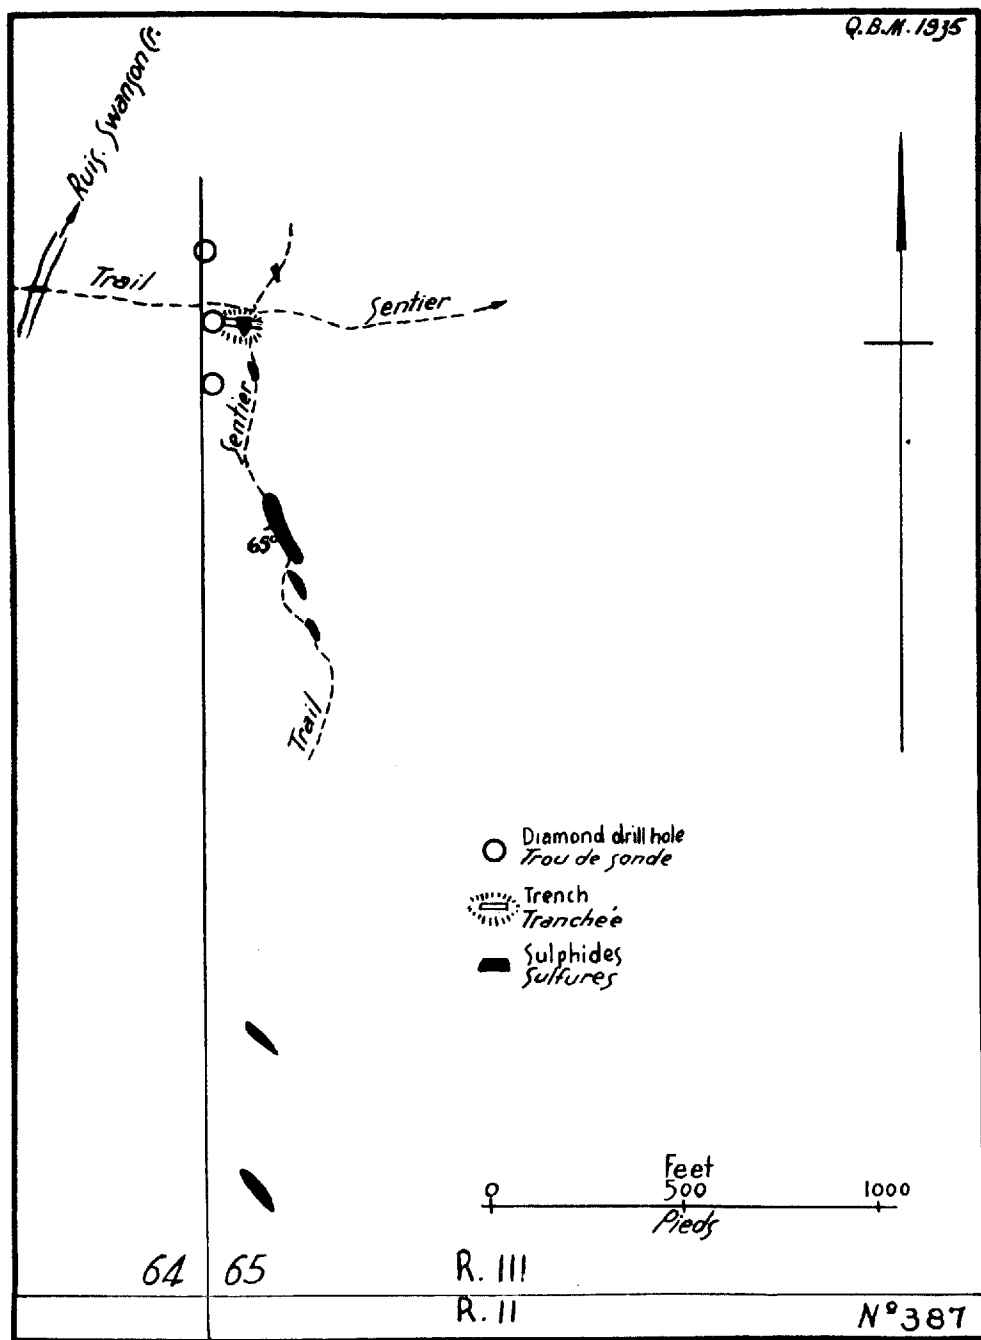 Q.B.M. 1935
Ruis. Swanson Cr.
Trail
Sentier
Sentier
65°
Trail
Diamond drill hole
Trou de sonde
Trench
Tranchée
Sulphides
Sulfures
Feet
0 500 1000
Pieds
64 65 R. III
R. II Nº 387